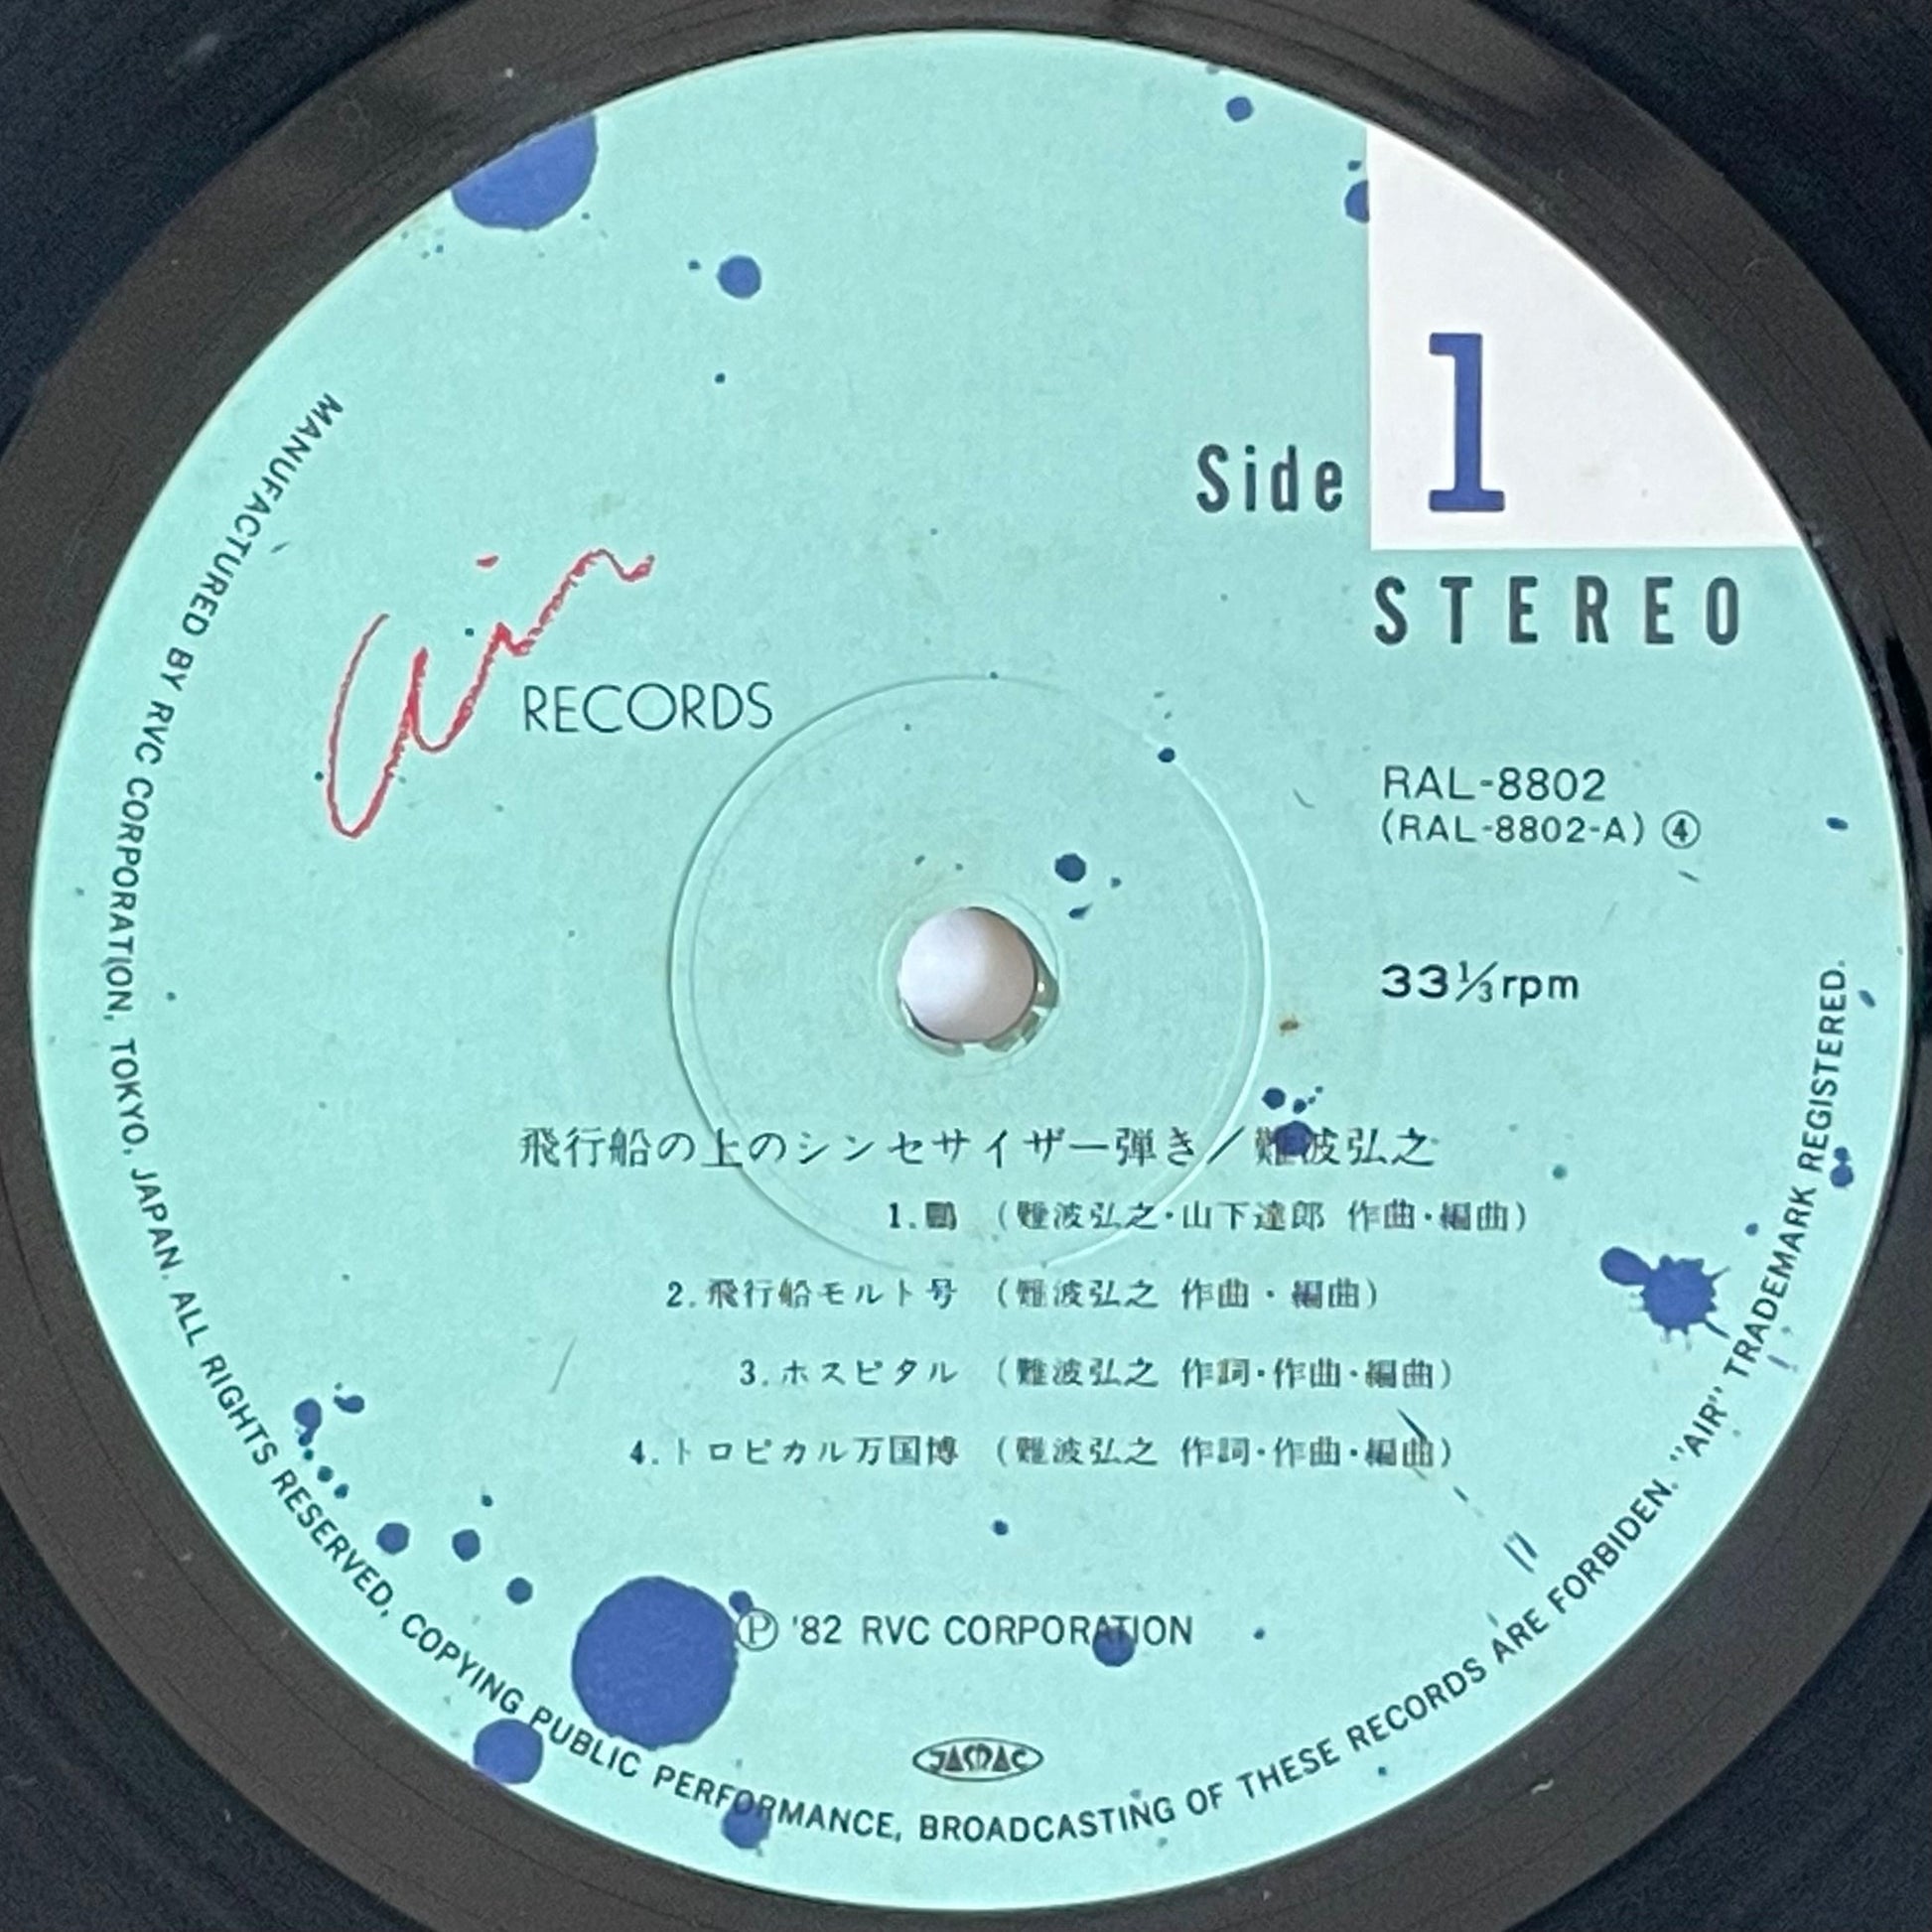 Side 1
STEREO
Air
RECORDS
RAL-8802
(RAL-8802-A) ④
33⅓rpm
飛行船の上のシンセサイザー弾き／難波弘之
1.鵬 (難波弘之・山下達郎 作曲・編曲)
2.飛行船モルト号 (難波弘之 作曲・編曲)
3.ホスピタル (難波弘之 作詞・作曲・編曲)
4.トロピカル万国博 (難波弘之 作詞・作曲・編曲)
Ⓟ '82 RVC CORPORATION
JAMAC
MANUFACTURED BY RVC CORPORATION, TOKYO, JAPAN. ALL RIGHTS RESERVED, COPYING PUBLIC PERFORMANCE, BROADCASTING OF THESE RECORDS ARE FORBIDEN. "AIR" TRADEMARK REGISTERED.